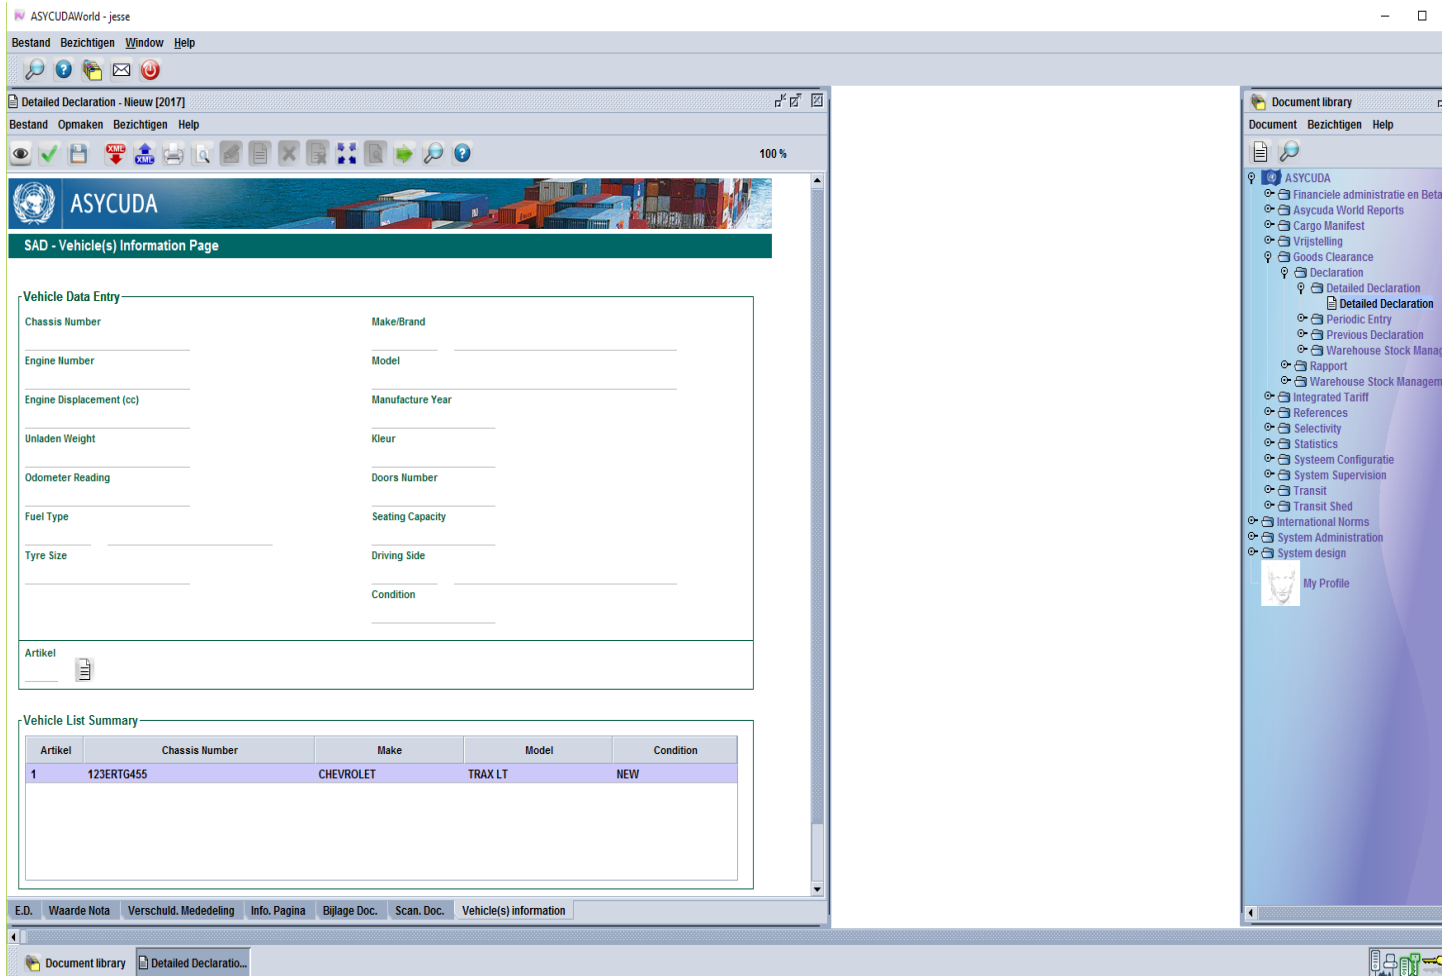 ASYCUDAWorld - jesse
Bestand Bezichtigen Window Help
Detailed Declaration - Nieuw [2017]
Bestand Opmaken Bezichtigen Help
XML XML 100 %
ASYCUDA
SAD - Vehicle(s) Information Page
Vehicle Data Entry
Chassis Number Make/Brand
Engine Number Model
Engine Displacement (cc) Manufacture Year
Unladen Weight Kleur
Odometer Reading Doors Number
Fuel Type Seating Capacity
Tyre Size Driving Side
Condition
Artikel
Vehicle List Summary
Artikel Chassis Number Make Model Condition
1 123ERTG455 CHEVROLET TRAX LT NEW
E.D. Waarde Nota Verschuld. Mededeling Info. Pagina Bijlage Doc. Scan. Doc. Vehicle(s) information
Document library
Document Bezichtigen Help
ASYCUDA
Financiele administratie en Beta
Asycuda World Reports
Cargo Manifest
Vrijstelling
Goods Clearance
Declaration
Detailed Declaration
Detailed Declaration
Periodic Entry
Previous Declaration
Warehouse Stock Manag
Rapport
Warehouse Stock Managem
Integrated Tariff
References
Selectivity
Statistics
Systeem Configuratie
System Supervision
Transit
Transit Shed
International Norms
System Administration
System design
My Profile
Document library Detailed Declaratio...